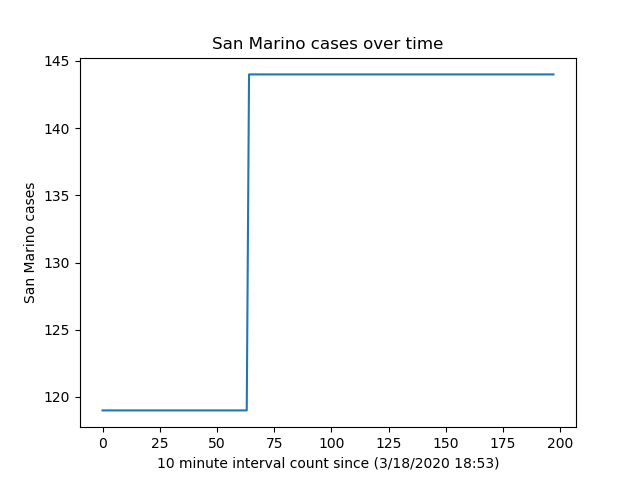 San Marino cases over time
San Marino cases
145
140
135
130
125
120
0 25 50 75 100 125 150 175 200
10 minute interval count since (3/18/2020 18:53)